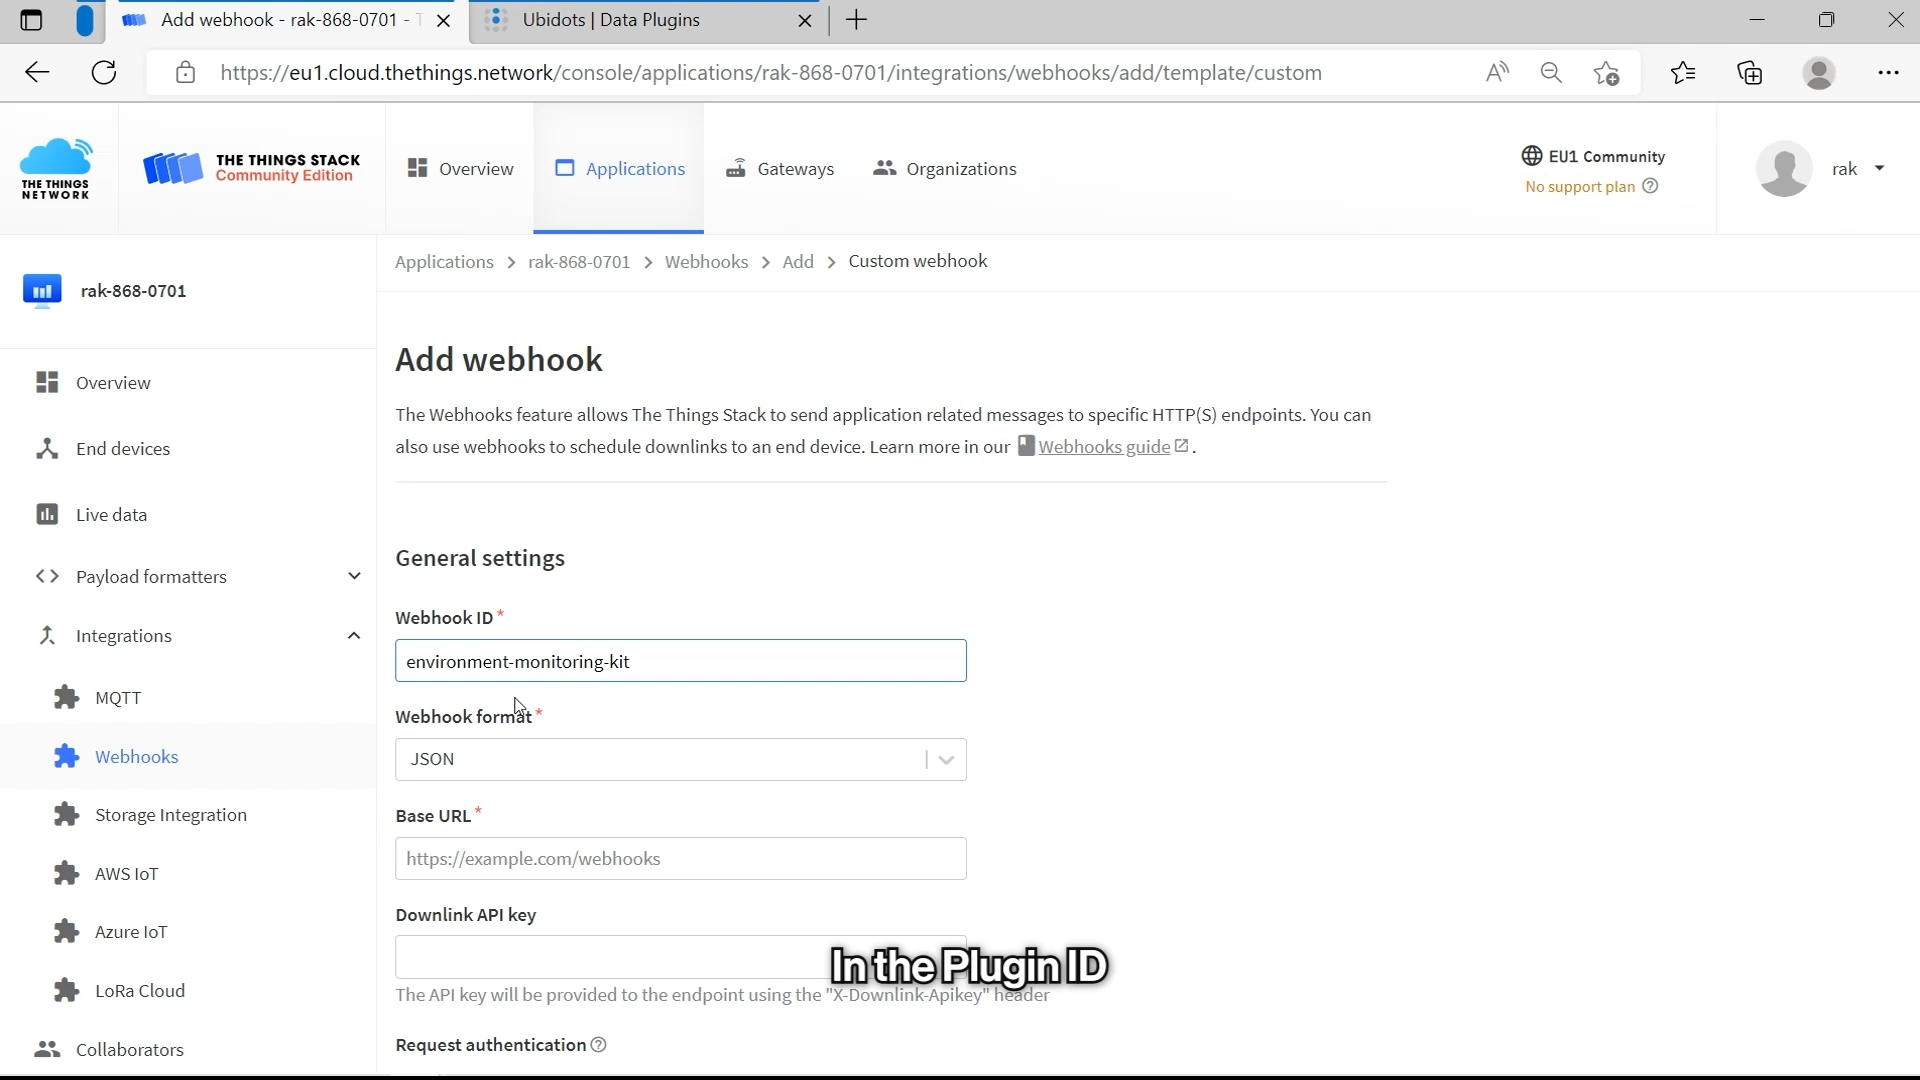 Add webhook - rak-868-0701 - T
Ubidots | Data Plugins
https://eu1.cloud.thethings.network/console/applications/rak-868-0701/integrations/webhooks/add/template/custom
THE THINGS
NETWORK
THE THINGS STACK
Community Edition
Overview
Applications
Gateways
Organizations
EU1 Community
No support plan
rak
rak-868-0701
Overview
End devices
Live data
Payload formatters
Integrations
MQTT
Webhooks
Storage Integration
AWS IoT
Azure IoT
LoRa Cloud
Collaborators
Applications > rak-868-0701 > Webhooks > Add > Custom webhook
Add webhook
The Webhooks feature allows The Things Stack to send application related messages to specific HTTP(S) endpoints. You can
also use webhooks to schedule downlinks to an end device. Learn more in our Webhooks guide.
General settings
Webhook ID*
environment-monitoring-kit
Webhook format*
JSON
Base URL*
https://example.com/webhooks
Downlink API key
In the Plugin ID
The API key will be provided to the endpoint using the "X-Downlink-Apikey" header
Request authentication